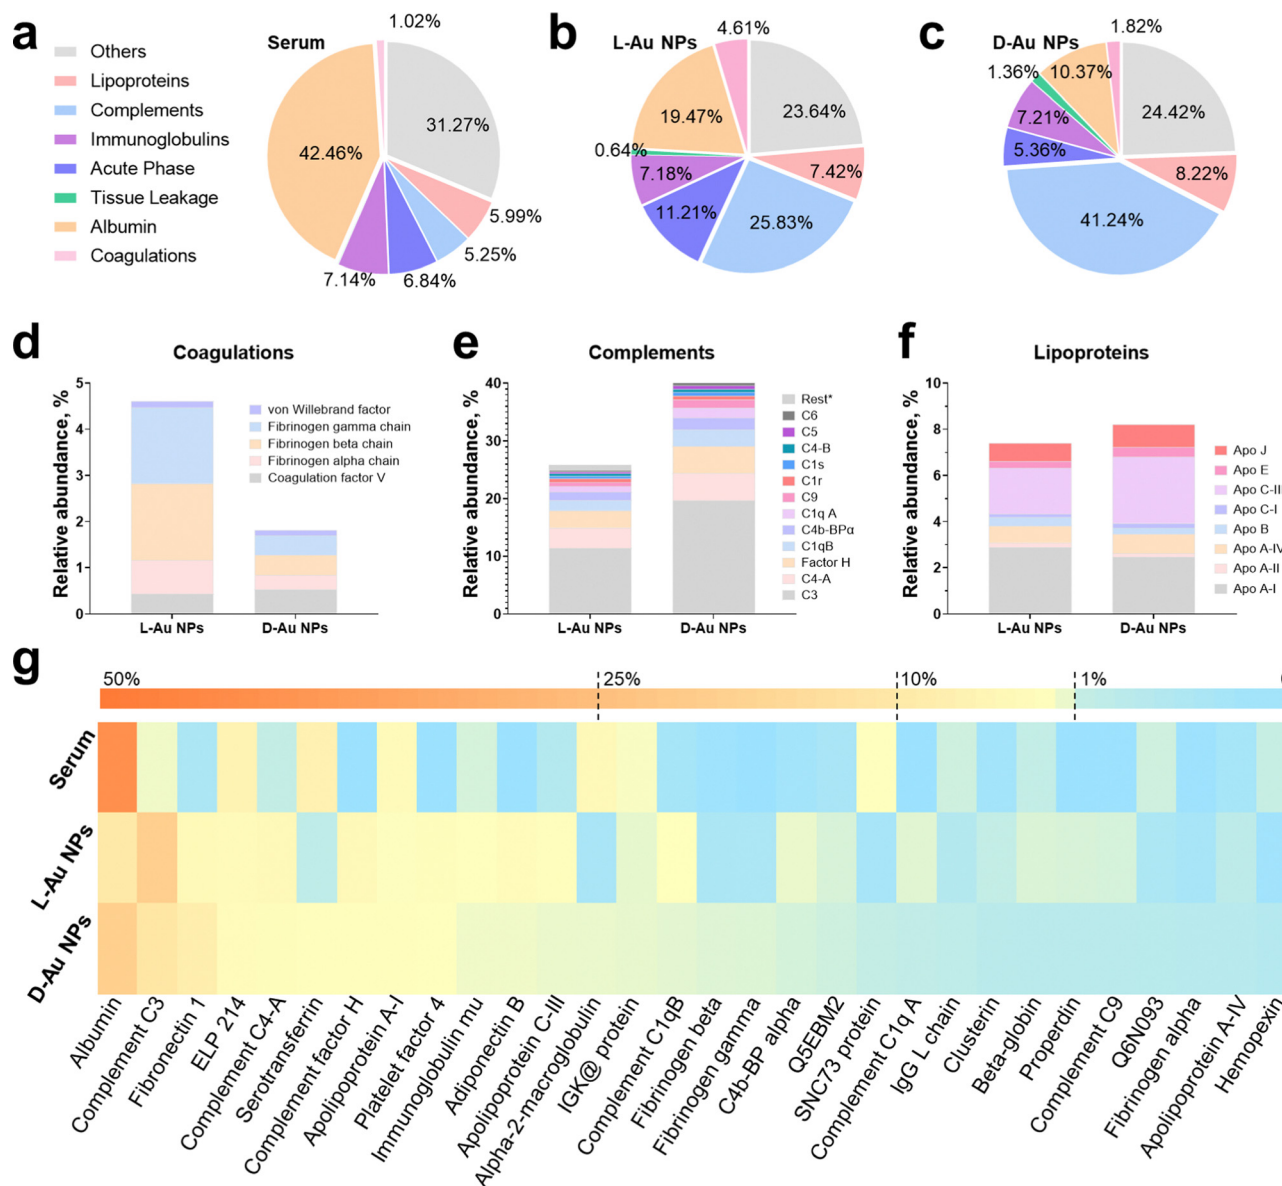 a
Others
Lipoproteins
Complements
Immunoglobulins
Acute Phase
Tissue Leakage
Albumin
Coagulations
Serum
1.02%
31.27%
42.46%
5.99%
5.25%
6.84%
7.14%
b
L-Au NPs
4.61%
23.64%
19.47%
0.64%
7.42%
7.18%
11.21%
25.83%
c
D-Au NPs
1.82%
1.36%
10.37%
24.42%
7.21%
5.36%
8.22%
41.24%
d
Coagulations
Relative abundance, %
5
4
3
2
1
0
von Willebrand factor
Fibrinogen gamma chain
Fibrinogen beta chain
Fibrinogen alpha chain
Coagulation factor V
L-Au NPs
D-Au NPs
e
Complements
Relative abundance, %
40
30
20
10
0
Rest*
C6
C5
C4-B
C1s
C1r
C9
C1q A
C4b-BPα
C1qB
Factor H
C4-A
C3
L-Au NPs
D-Au NPs
f
Lipoproteins
Relative abundance, %
10
8
6
4
2
0
Apo J
Apo E
Apo C-III
Apo C-I
Apo B
Apo A-IV
Apo A-II
Apo A-I
L-Au NPs
D-Au NPs
g
50%
25%
10%
1%
Serum
L-Au NPs
D-Au NPs
Albumin
Complement C3
Fibronectin 1
ELP 214
Complement C4-A
Serotransferrin
Complement factor H
Apolipoprotein A-I
Platelet factor 4
Immunoglobulin mu
Adiponectin B
Apolipoprotein C-III
Alpha-2-macroglobulin
IGK@ protein
Complement C1qB
Fibrinogen beta
Fibrinogen gamma
C4b-BP alpha
Q5EBM2
SNC73 protein
Complement C1q A
IgG L chain
Clusterin
Beta-globin
Properdin
Complement C9
Q6N093
Fibrinogen alpha
Apolipoprotein A-IV
Hemopexin